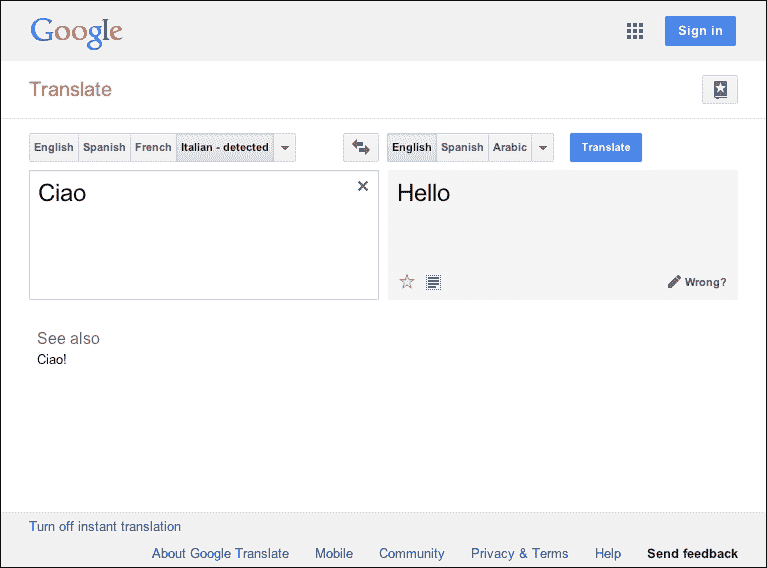 Google
Sign in
Translate
English Spanish French Italian - detected
English Spanish Arabic
Translate
Ciao
Hello
Wrong?
See also
Ciao!
Turn off instant translation
About Google Translate Mobile Community Privacy & Terms Help Send feedback